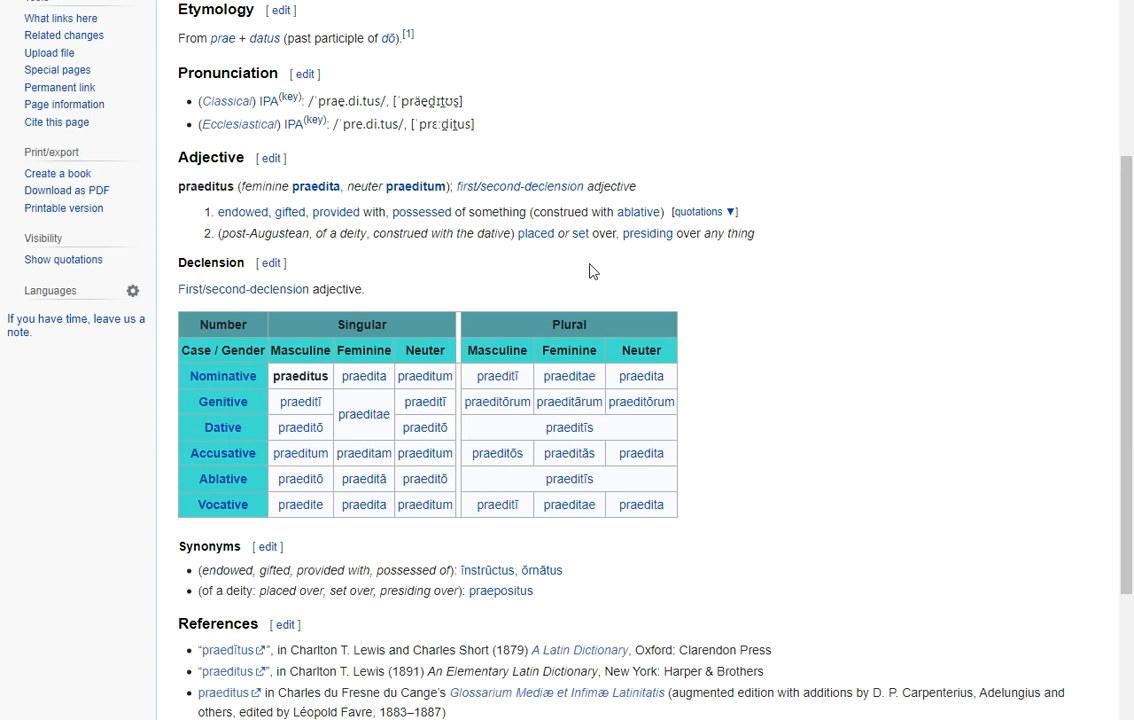 What links here
Related changes
Upload file
Special pages
Permanent link
Page information
Cite this page
Print/export
Create a book
Download as PDF
Printable version
Visibility
Show quotations
Languages
If you have time, leave us a
note.
Etymology [ edit ]
From prae + datus (past participle of dō).[1]
Pronunciation [ edit ]
• (Classical) IPA(key): /ˈprae̯.di.tus/, [ˈpräe̯d̪ɪt̪ʊs̠]
• (Ecclesiastical) IPA(key): /ˈpre.di.tus/, [ˈprɛːd̪it̪us]
Adjective [ edit ]
praeditus (feminine praedita, neuter praeditum); first/second-declension adjective
1. endowed, gifted, provided with, possessed of something (construed with ablative) [quotations ▼]
2. (post-Augustean, of a deity, construed with the dative) placed or set over, presiding over any thing
Declension [ edit ]
First/second-declension adjective.
Number Singular Plural
Case / Gender Masculine Feminine Neuter Masculine Feminine Neuter
Nominative praeditus praedita praeditum praeditī praeditae praedita
Genitive praeditī praeditae praeditī praeditōrum praeditārum praeditōrum
Dative praeditō praeditō praeditīs
Accusative praeditum praeditam praeditum praeditōs praeditās praedita
Ablative praeditō praeditā praeditō praeditīs
Vocative praedite praedita praeditum praeditī praeditae praedita
Synonyms [ edit ]
• (endowed, gifted, provided with, possessed of): īnstrūctus, ōrnātus
• (of a deity: placed over, set over, presiding over): praepositus
References [ edit ]
• “praedĭtus”, in Charlton T. Lewis and Charles Short (1879) A Latin Dictionary, Oxford: Clarendon Press
• “praeditus”, in Charlton T. Lewis (1891) An Elementary Latin Dictionary, New York: Harper & Brothers
• praeditus in Charles du Fresne du Cange’s Glossarium Mediæ et Infimæ Latinitatis (augmented edition with additions by D. P. Carpenterius, Adelungius and
others, edited by Léopold Favre, 1883–1887)